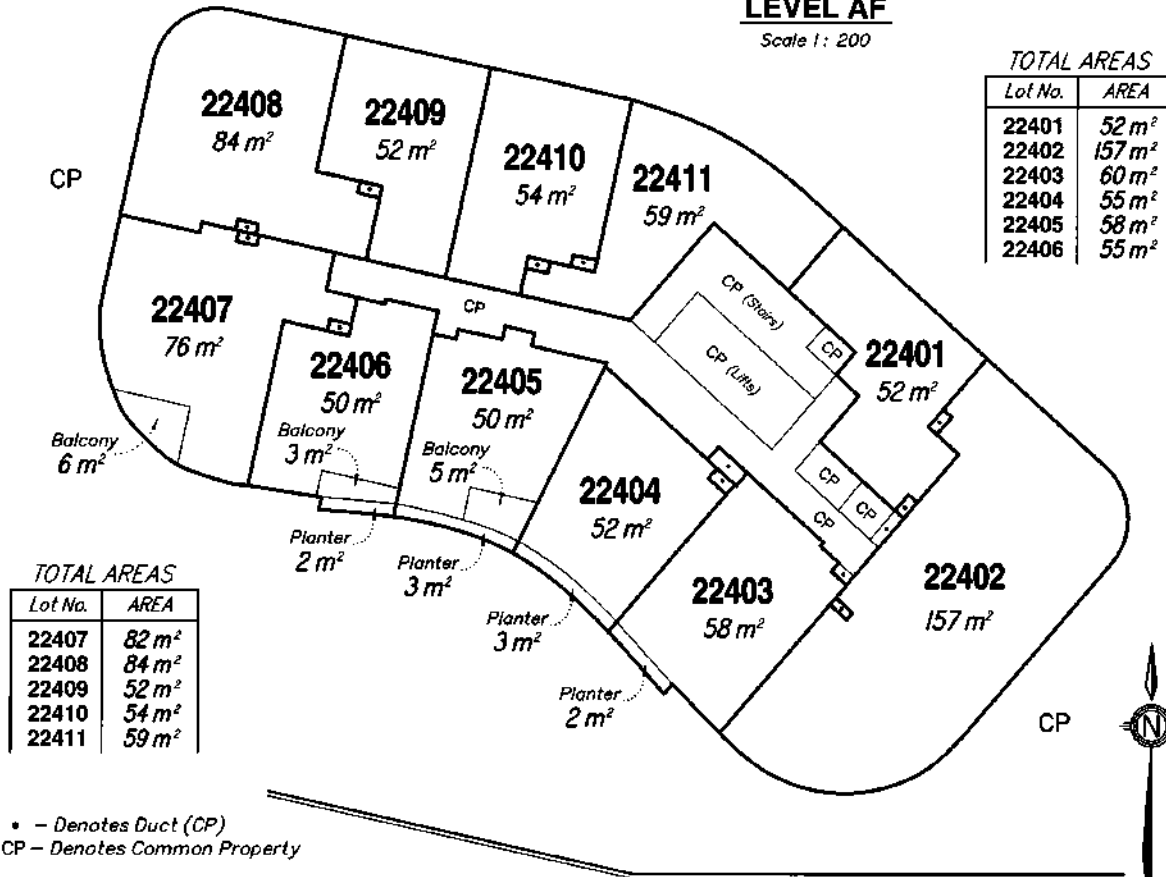 LEVEL AF
Scale 1: 200
TOTAL AREAS
Lot No. AREA
22401 52 m²
22402 157 m²
22403 60 m²
22404 55 m²
22405 58 m²
22406 55 m²
22408
84 m²
22409
52 m²
22410
54 m²
22411
59 m²
CP
CP (Stairs)
CP
CP (Lifts)
22401
52 m²
22407
76 m²
CP
22406
50 m²
22405
50 m²
Balcony
6 m²
Balcony
3 m²
Balcony
5 m²
22404
52 m²
CP
CP
CP
Planter
2 m²
Planter
3 m²
Planter
3 m²
Planter
2 m²
22403
58 m²
22402
157 m²
CP
N
TOTAL AREAS
Lot No. AREA
22407 82 m²
22408 84 m²
22409 52 m²
22410 54 m²
22411 59 m²
• – Denotes Duct (CP)
CP – Denotes Common Property